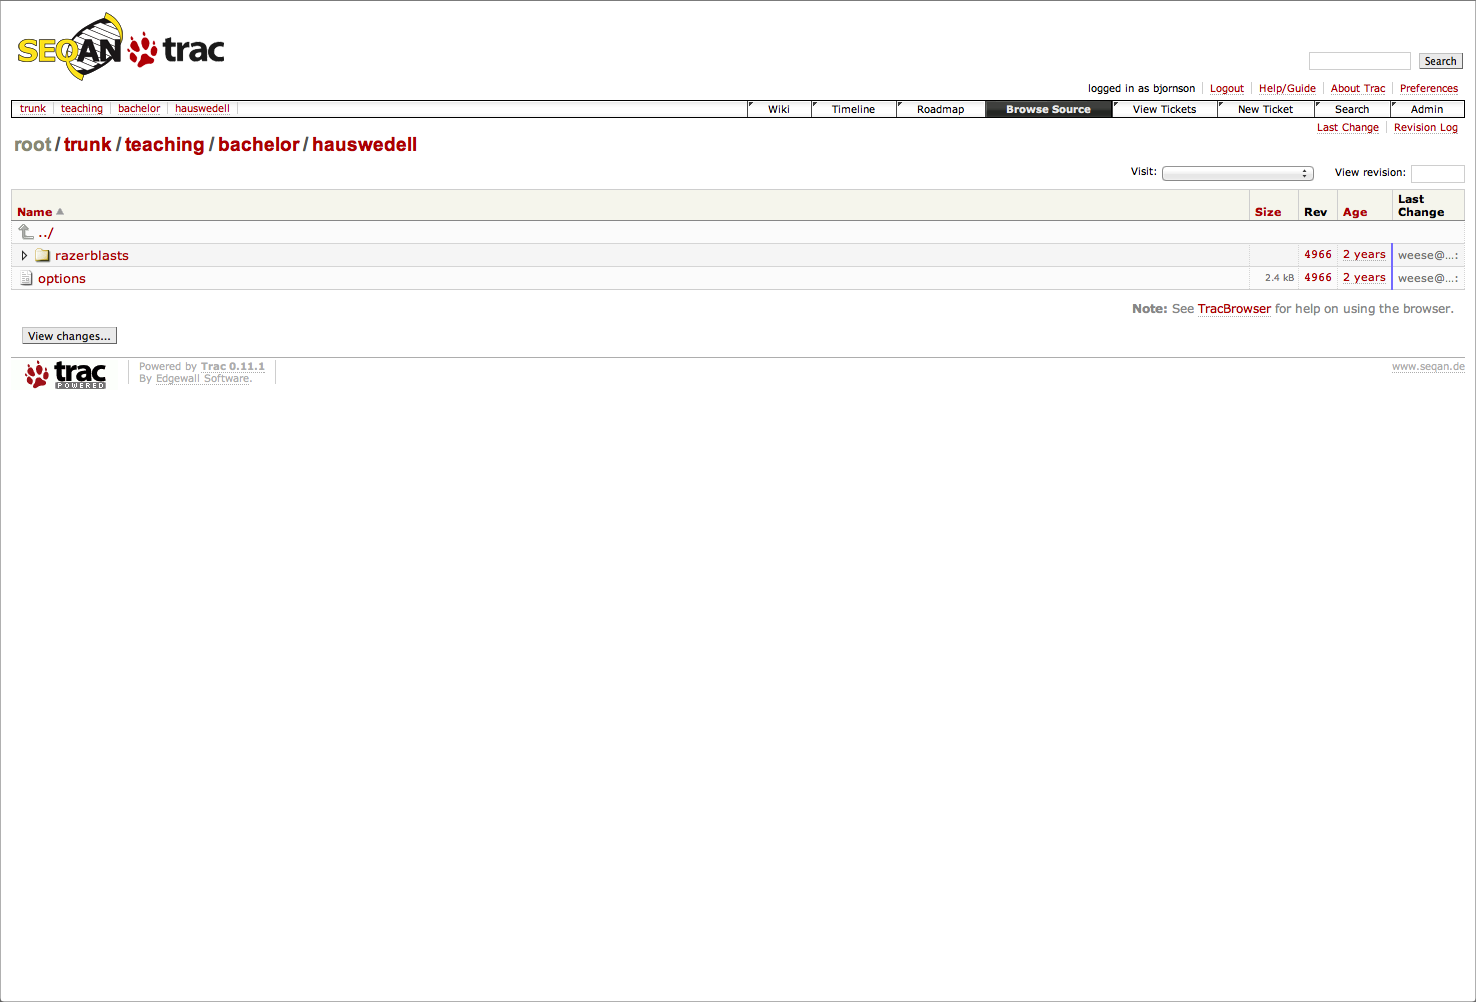 SEQAN trac
Search
logged in as bjornson Logout Help/Guide About Trac Preferences
trunk teaching bachelor hauswedell Wiki Timeline Roadmap Browse Source View Tickets New Ticket Search Admin
Last Change Revision Log
root / trunk / teaching / bachelor / hauswedell
Visit: View revision:
Name Size Rev Age Last Change
../
razerblasts 4966 2 years weese@...:
options 2.4 kB 4966 2 years weese@...:
Note: See TracBrowser for help on using the browser.
View changes...
trac POWERED
Powered by Trac 0.11.1
By Edgewall Software.
www.seqan.de